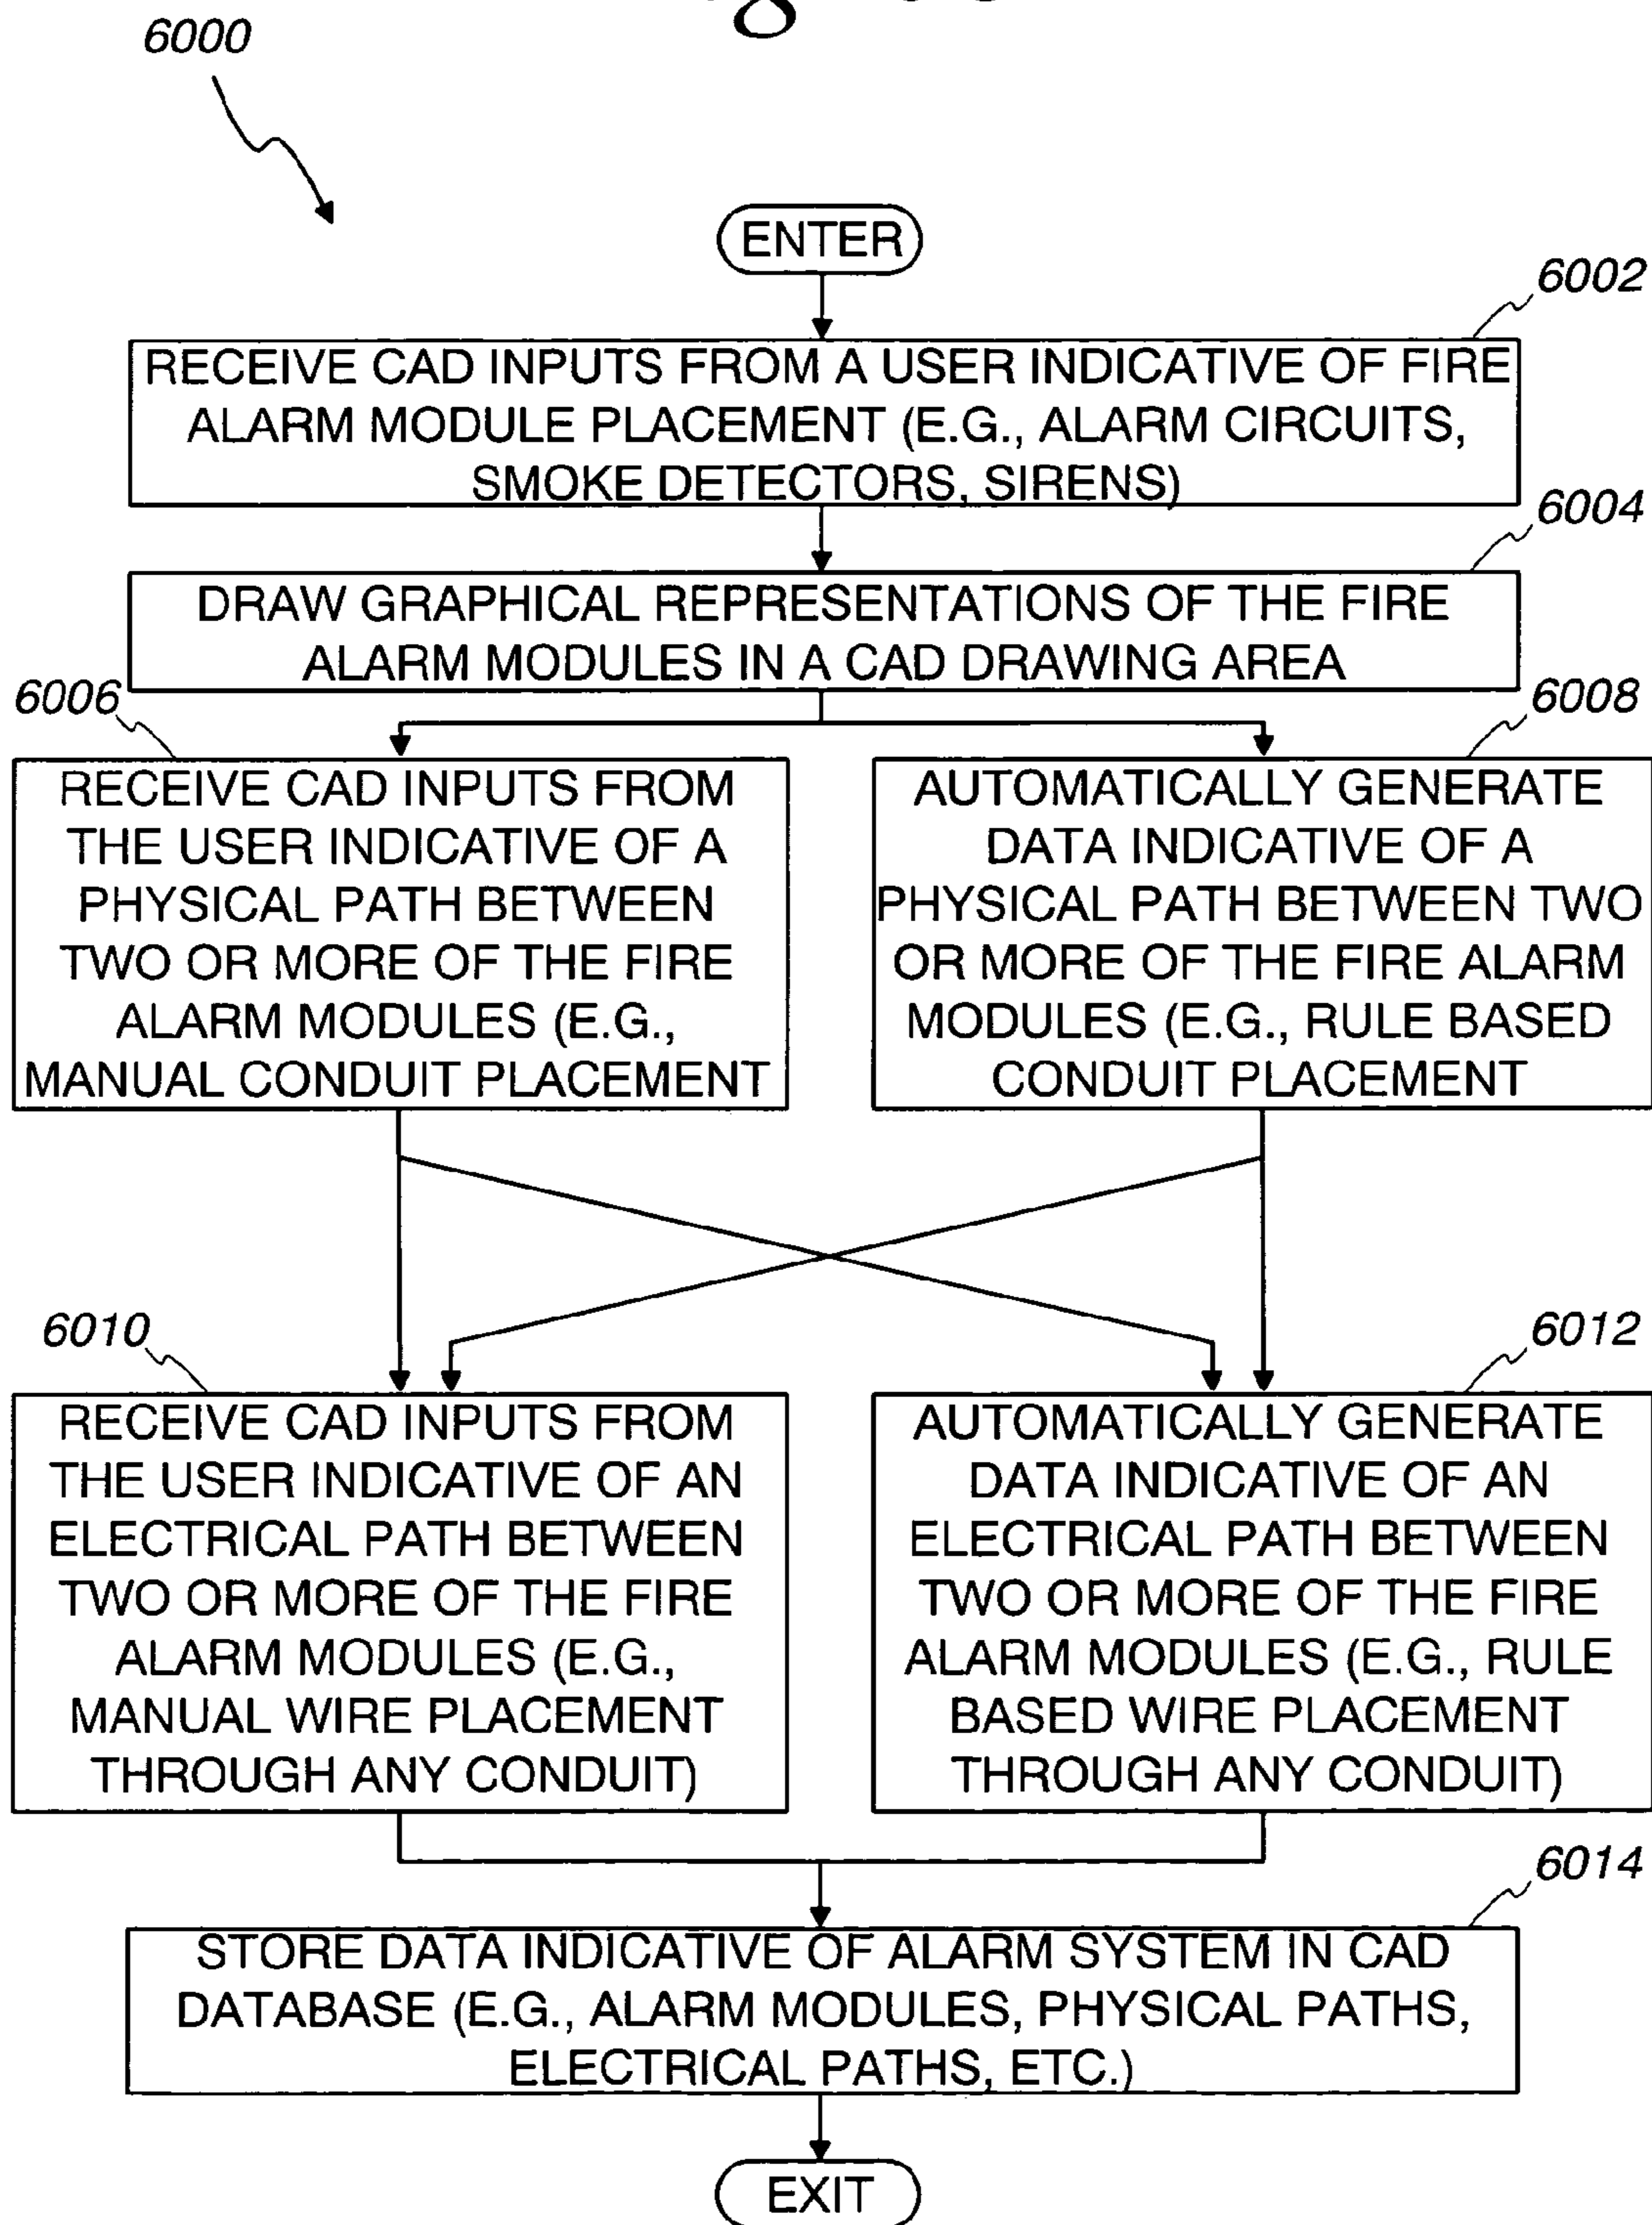 6000
ENTER
6002
RECEIVE CAD INPUTS FROM A USER INDICATIVE OF FIRE
ALARM MODULE PLACEMENT (E.G., ALARM CIRCUITS,
SMOKE DETECTORS, SIRENS)
6004
DRAW GRAPHICAL REPRESENTATIONS OF THE FIRE
ALARM MODULES IN A CAD DRAWING AREA
6006
RECEIVE CAD INPUTS FROM
THE USER INDICATIVE OF A
PHYSICAL PATH BETWEEN
TWO OR MORE OF THE FIRE
ALARM MODULES (E.G.,
MANUAL CONDUIT PLACEMENT
6008
AUTOMATICALLY GENERATE
DATA INDICATIVE OF A
PHYSICAL PATH BETWEEN TWO
OR MORE OF THE FIRE ALARM
MODULES (E.G., RULE BASED
CONDUIT PLACEMENT
6010
RECEIVE CAD INPUTS FROM
THE USER INDICATIVE OF AN
ELECTRICAL PATH BETWEEN
TWO OR MORE OF THE FIRE
ALARM MODULES (E.G.,
MANUAL WIRE PLACEMENT
THROUGH ANY CONDUIT)
6012
AUTOMATICALLY GENERATE
DATA INDICATIVE OF AN
ELECTRICAL PATH BETWEEN
TWO OR MORE OF THE FIRE
ALARM MODULES (E.G., RULE
BASED WIRE PLACEMENT
THROUGH ANY CONDUIT)
6014
STORE DATA INDICATIVE OF ALARM SYSTEM IN CAD
DATABASE (E.G., ALARM MODULES, PHYSICAL PATHS,
ELECTRICAL PATHS, ETC.)
EXIT